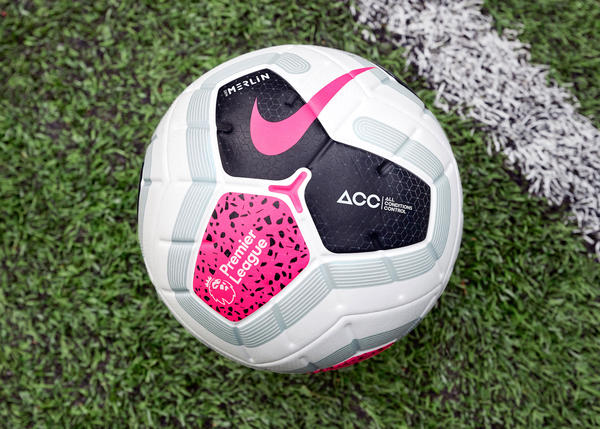 MERLIN
ACC ALL
CONDITIONS
CONTROL
Premier
League